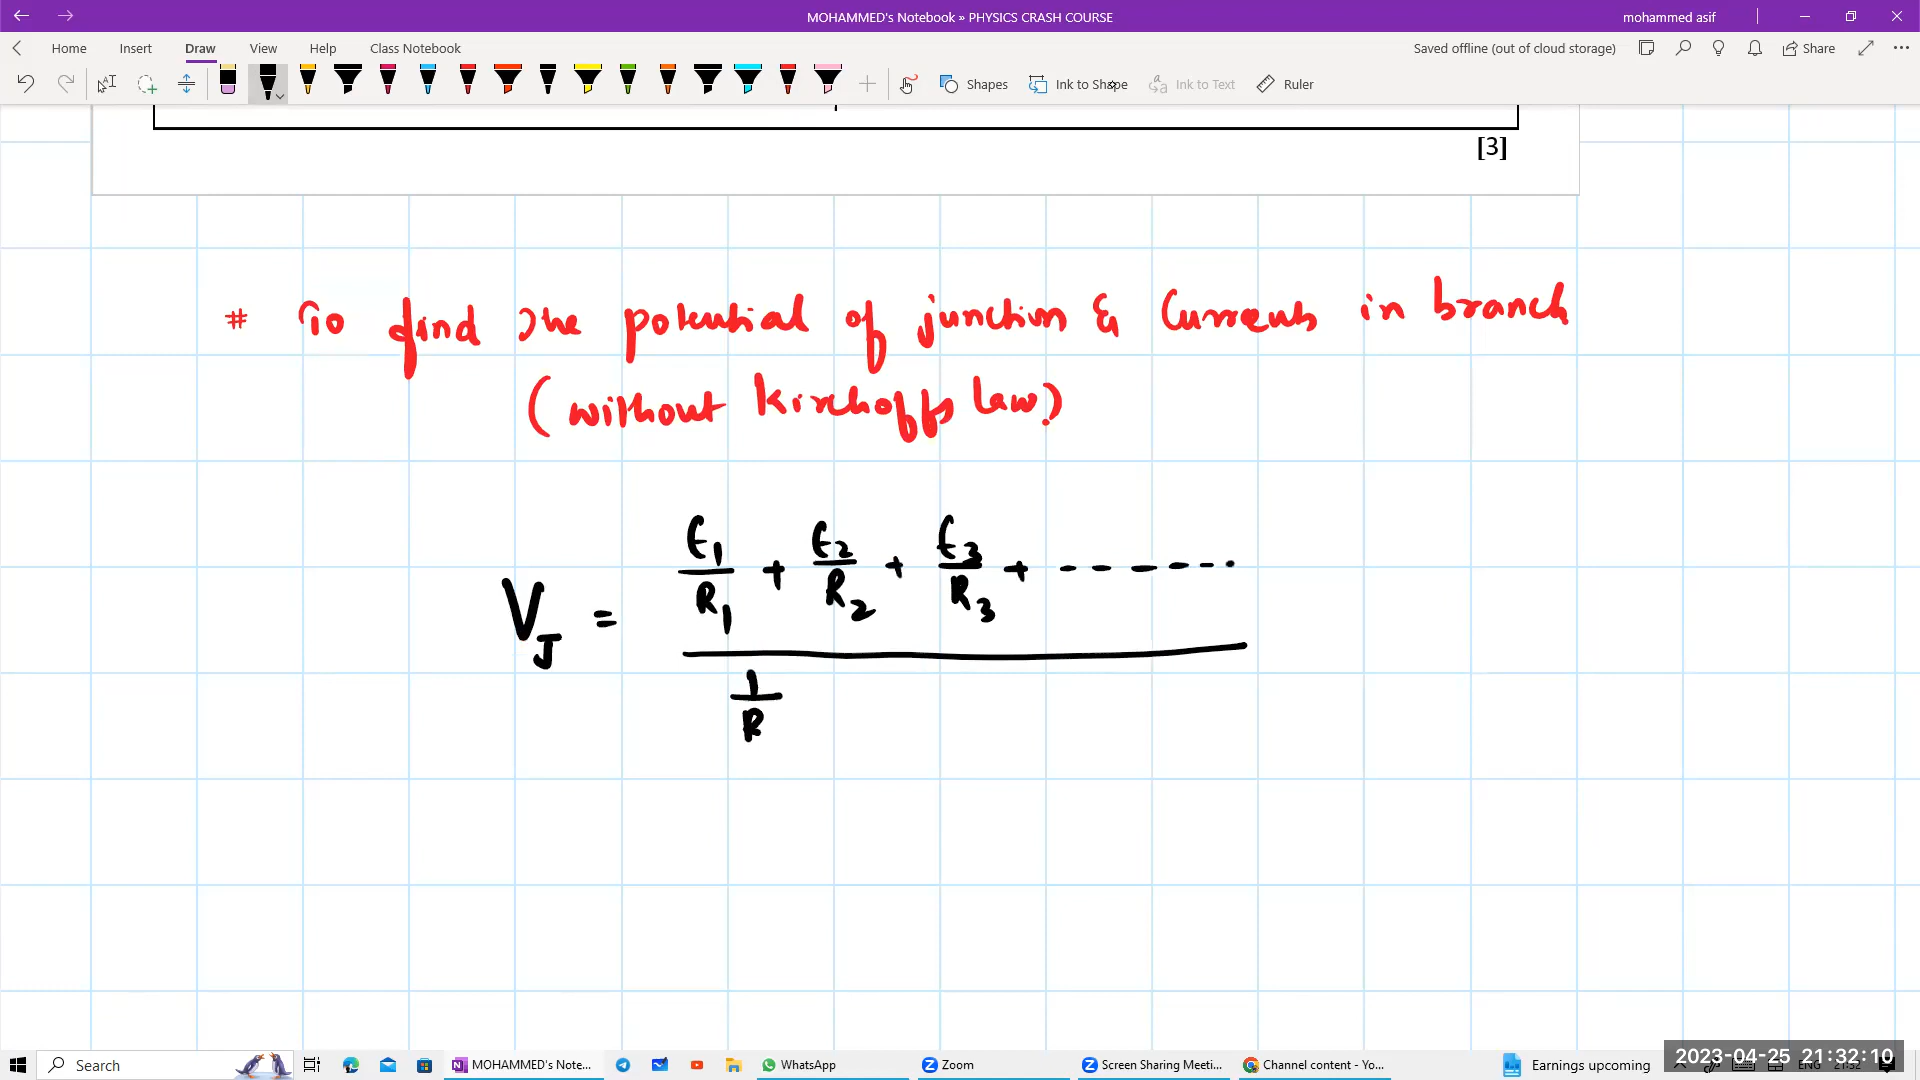 MOHAMMED's Notebook » PHYSICS CRASH COURSE
mohammed asif
Home Insert Draw View Help Class Notebook
Saved offline (out of cloud storage)
Share
Shapes Ink to Shape Ink to Text Ruler
[3]
# To find the potential of junction & Currents in branch
(without kirchoffs law)
V_J = E1/R1 + E2/R2 + E3/R3 + -------
1/R
Search
MOHAMMED's Note...
WhatsApp
Zoom
Screen Sharing Meeti...
Channel content - Yo...
Earnings upcoming
ENG
2023-04-25 21:32:10